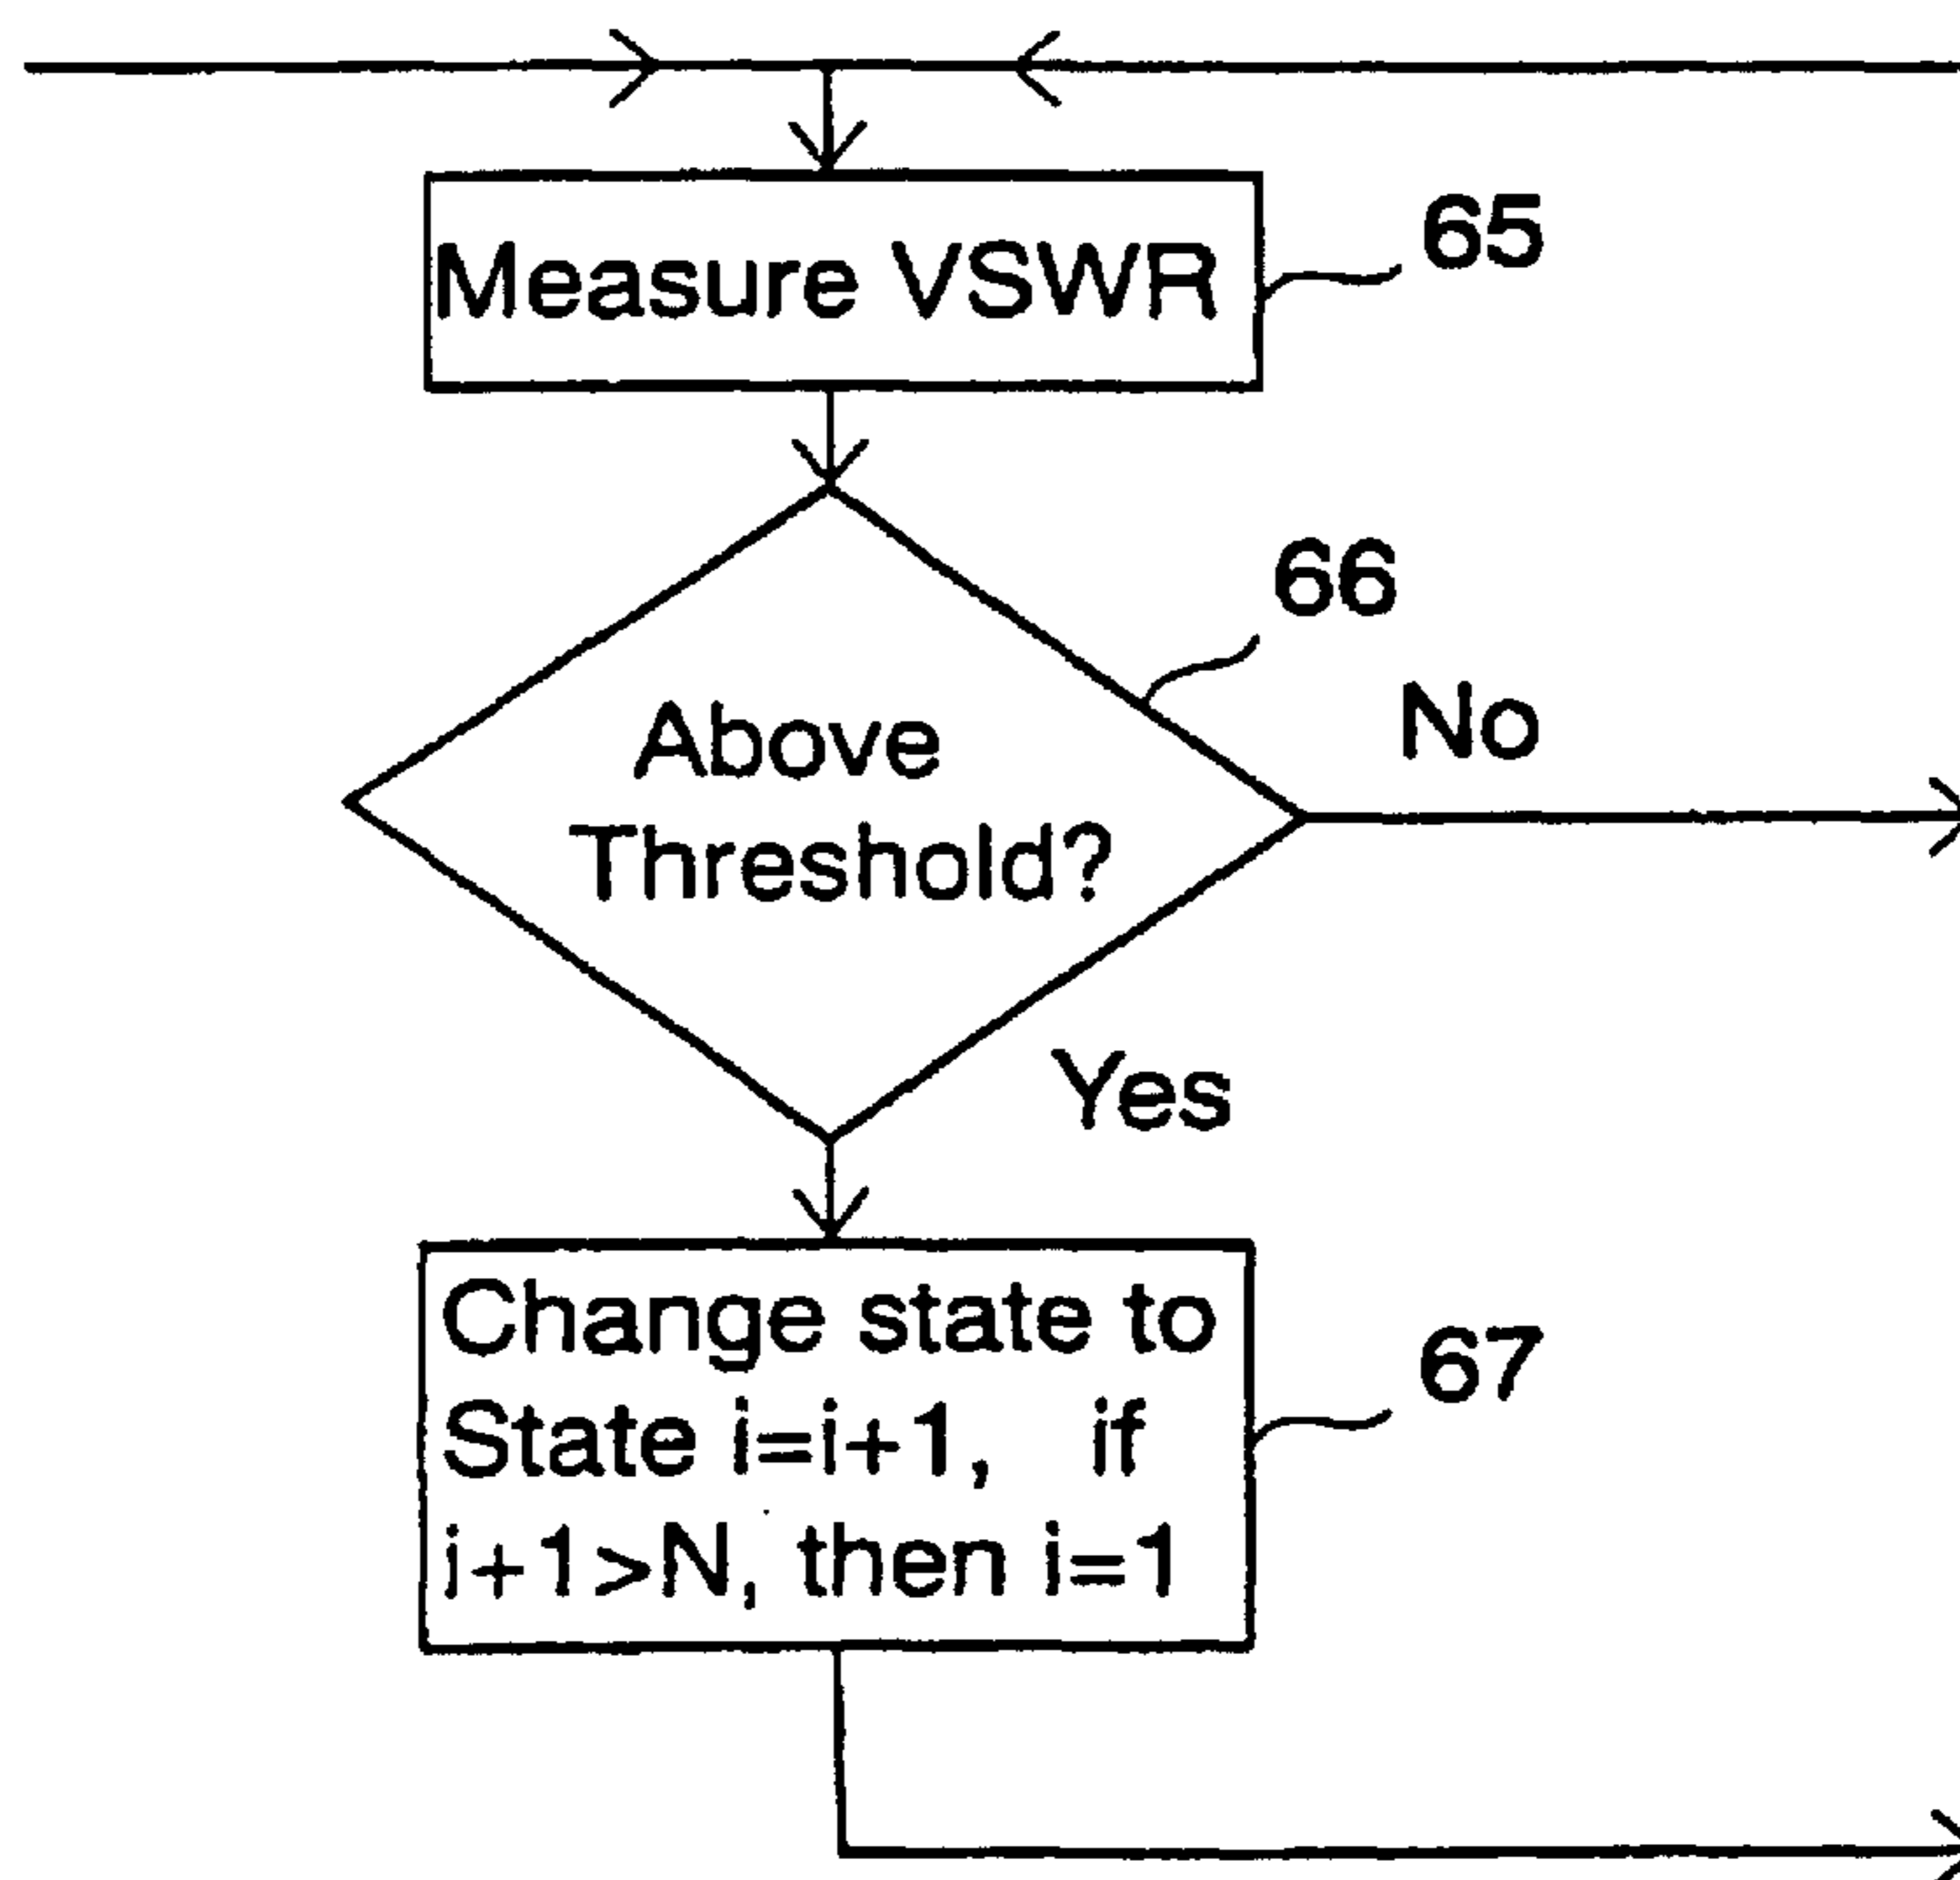 Measure VSWR
65
66
Above
Threshold?
No
Yes
Change state to
State i=i+1, if
i+1>N, then i=1
67